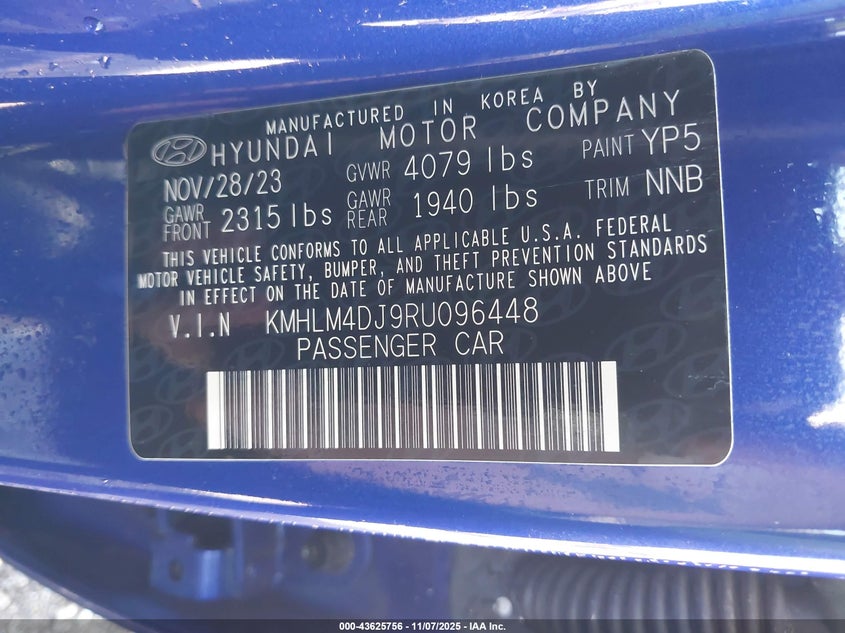 MANUFACTURED IN KOREA BY
HYUNDAI MOTOR COMPANY
NOV/28/23 GVWR 4079 lbs PAINT YP5
GAWR FRONT 2315 lbs GAWR REAR 1940 lbs TRIM NNB
THIS VEHICLE CONFORMS TO ALL APPLICABLE U.S.A. FEDERAL
MOTOR VEHICLE SAFETY, BUMPER, AND THEFT PREVENTION STANDARDS
IN EFFECT ON THE DATE OF MANUFACTURE SHOWN ABOVE
V.I.N KMHLM4DJ9RU096448
PASSENGER CAR
000-43625756 - 11/07/2025 - IAA Inc.